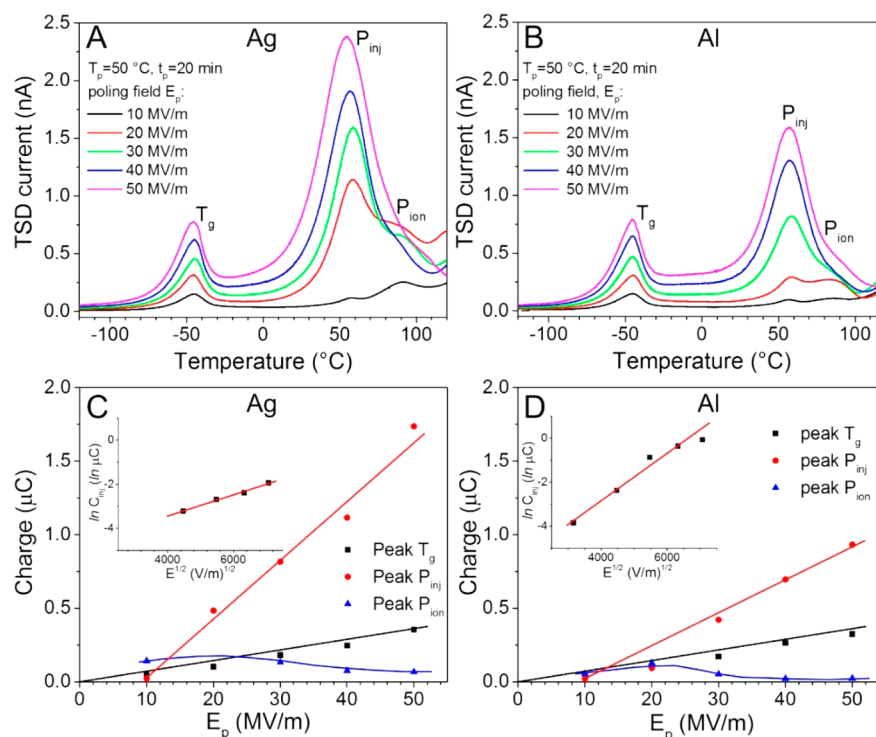 A
Ag
P_inj
T_p=50 °C, t_p=20 min
poling field E_p:
10 MV/m
20 MV/m
30 MV/m
40 MV/m
50 MV/m
T_g
P_ion
2.5
2.0
1.5
1.0
0.5
0.0
TSD current (nA)
-100
-50
0
50
100
Temperature (°C)
B
Al
T_p=50 °C, t_p=20 min
poling field, E_p:
10 MV/m
20 MV/m
30 MV/m
40 MV/m
50 MV/m
P_inj
T_g
P_ion
2.5
2.0
1.5
1.0
0.5
0.0
TSD current (nA)
-100
-50
0
50
100
Temperature (°C)
C
Ag
2.0
1.5
1.0
0.5
0.0
Charge (μC)
0
-2
-4
ln C_inj (ln μC)
4000
6000
E^1/2 (V/m)^1/2
Peak T_g
Peak P_inj
Peak P_ion
0
10
20
30
40
50
E_p (MV/m)
D
Al
2.0
1.5
1.0
0.5
0.0
Charge (μC)
0
-2
-4
ln C_inj (ln μC)
4000
6000
E^1/2 (V/m)^1/2
peak T_g
peak P_inj
peak P_ion
0
10
20
30
40
50
E_p (MV/m)